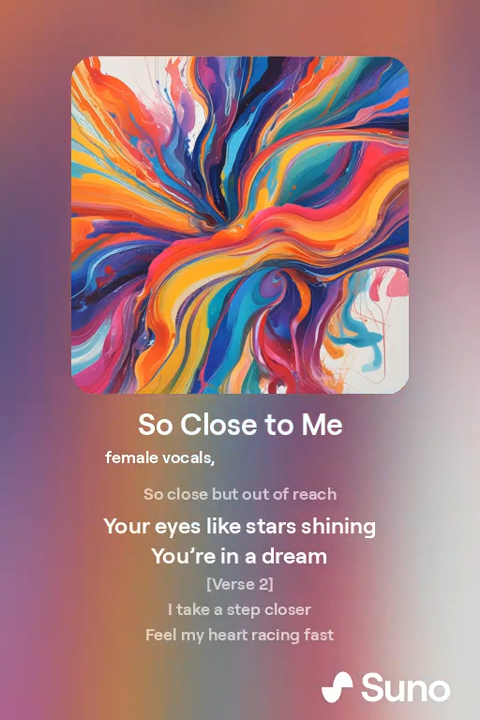 So Close to Me
female vocals,
So close but out of reach
Your eyes like stars shining
You're in a dream
[Verse 2]
I take a step closer
Feel my heart racing fast
Suno